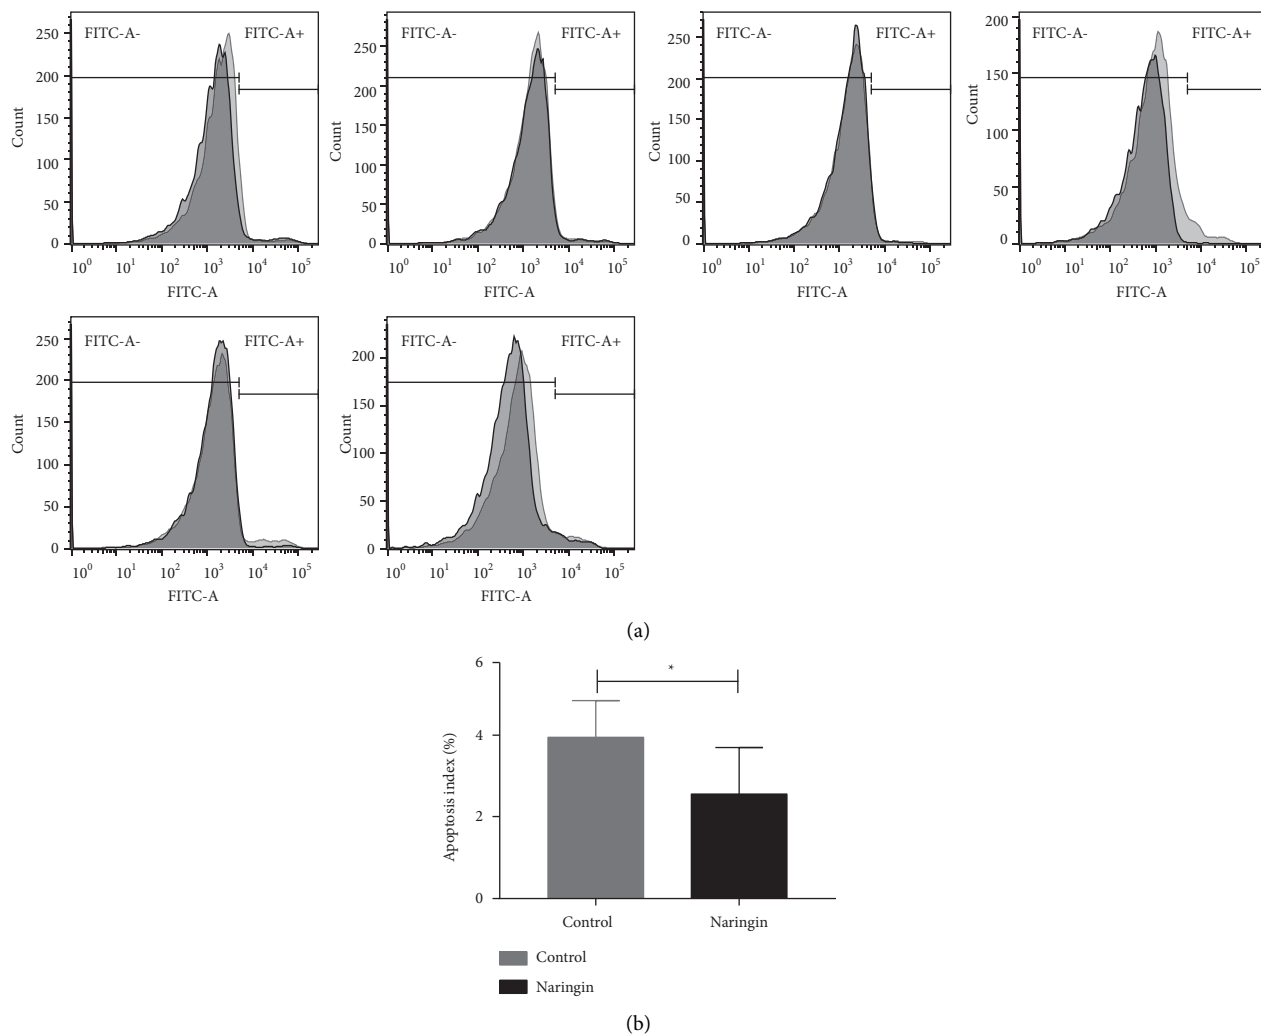 FITC-A- FITC-A+
250
200
150
100
50
0
Count
10^0 10^1 10^2 10^3 10^4 10^5
FITC-A
FITC-A- FITC-A+
250
200
150
100
50
0
Count
10^0 10^1 10^2 10^3 10^4 10^5
FITC-A
FITC-A- FITC-A+
250
200
150
100
50
0
Count
10^0 10^1 10^2 10^3 10^4 10^5
FITC-A
FITC-A- FITC-A+
200
150
100
50
0
Count
10^0 10^1 10^2 10^3 10^4 10^5
FITC-A
FITC-A- FITC-A+
250
200
150
100
50
0
Count
10^0 10^1 10^2 10^3 10^4 10^5
FITC-A
FITC-A- FITC-A+
200
150
100
50
0
Count
10^0 10^1 10^2 10^3 10^4 10^5
FITC-A
(a)
6
4
2
0
Apoptosis index (%)
*
Control Naringin
Control
Naringin
(b)